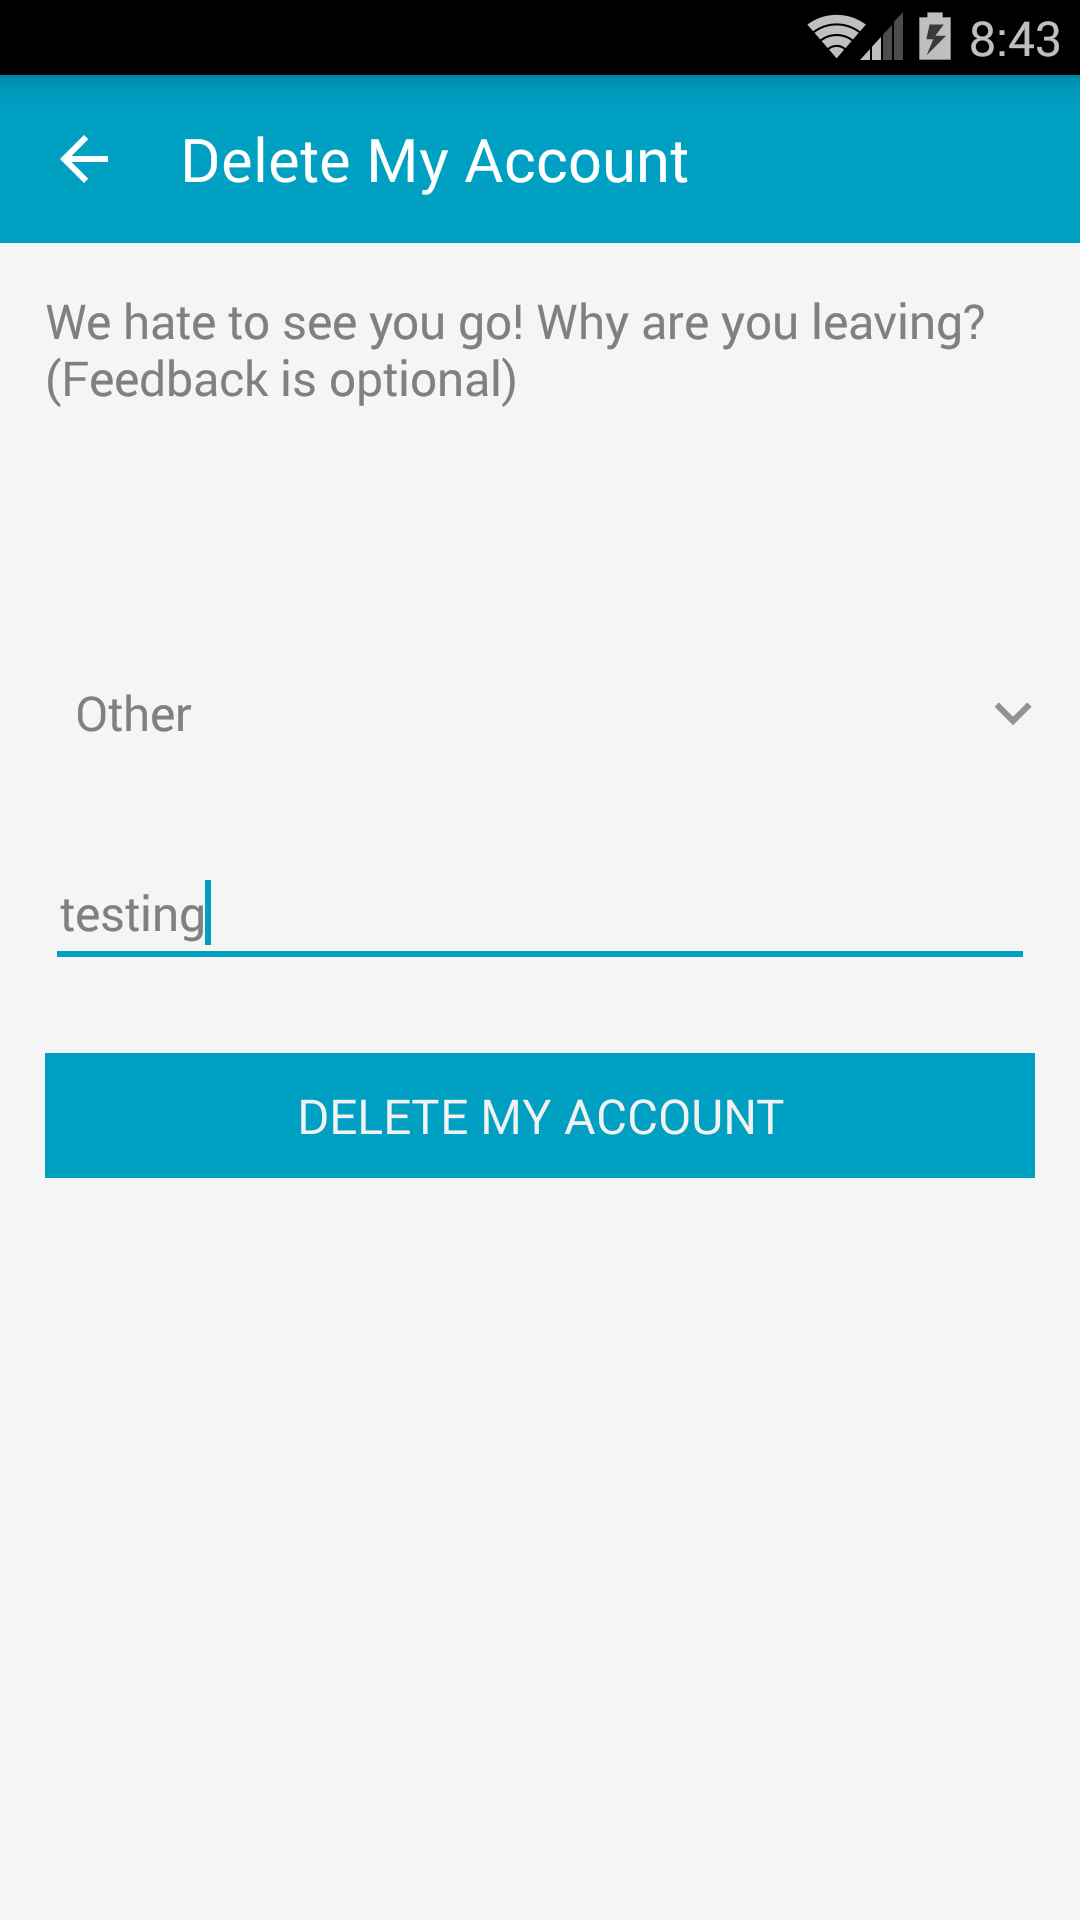 8:43
Delete My Account
We hate to see you go! Why are you leaving?
(Feedback is optional)
Other
testing
DELETE MY ACCOUNT